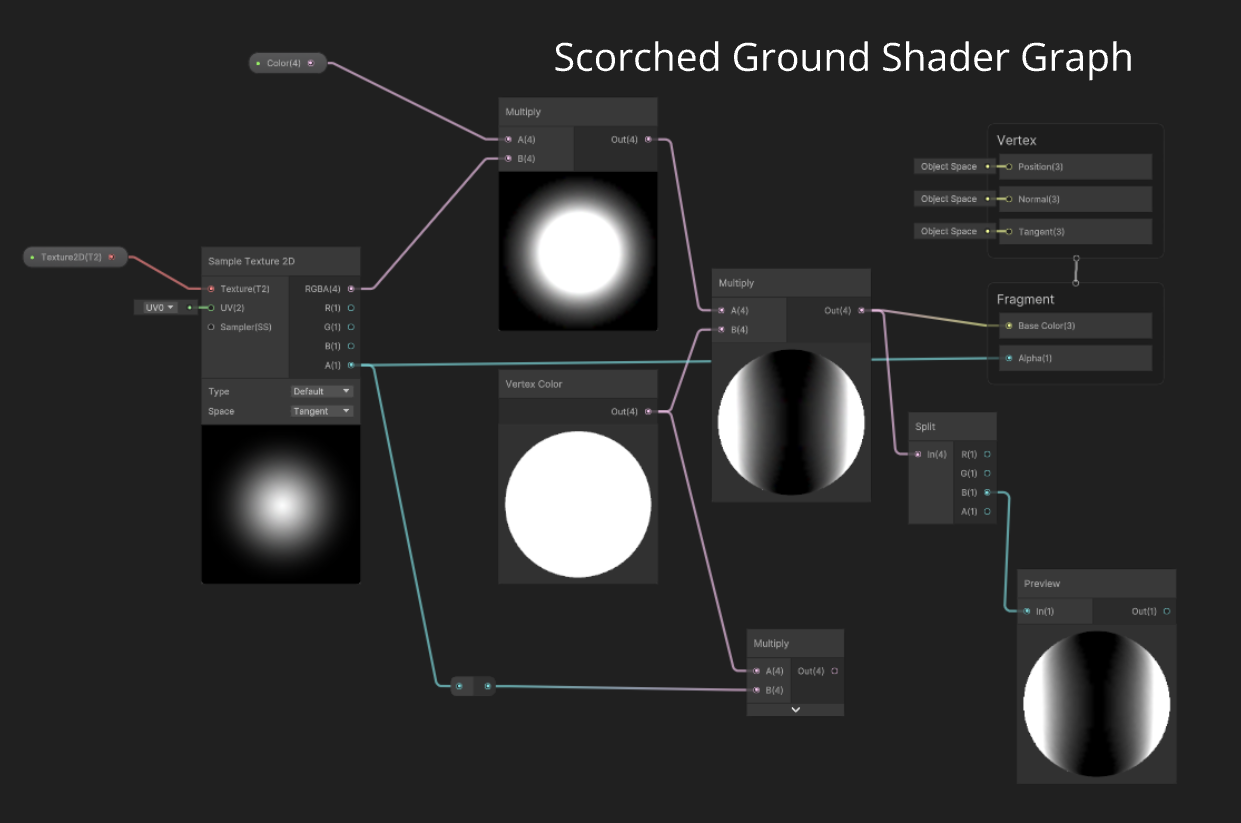 Scorched Ground Shader Graph
Color(4)
Multiply
A(4) Out(4)
B(4)
Vertex
Object Space Position(3)
Object Space Normal(3)
Object Space Tangent(3)
Texture2D(T2)
Sample Texture 2D
Texture(T2) RGBA(4)
UV0 UV(2) R(1)
Sampler(SS) G(1)
B(1)
A(1)
Type Default
Space Tangent
Multiply
A(4) Out(4)
B(4)
Fragment
Base Color(3)
Alpha(1)
Vertex Color
Out(4)
Split
In(4) R(1)
G(1)
B(1)
A(1)
Preview
In(1) Out(1)
Multiply
A(4) Out(4)
B(4)